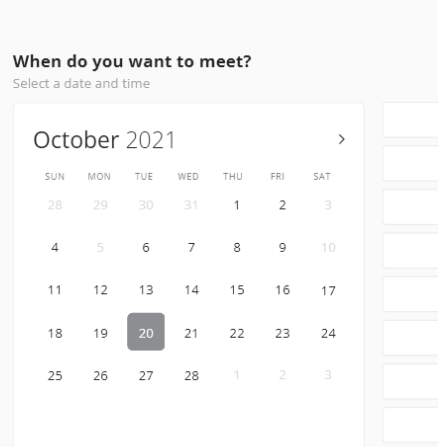 When do you want to meet?
Select a date and time
October 2021
SUN MON TUE WED THU FRI SAT
28 29 30 31 1 2 3
4 5 6 7 8 9 10
11 12 13 14 15 16 17
18 19 20 21 22 23 24
25 26 27 28 1 2 3